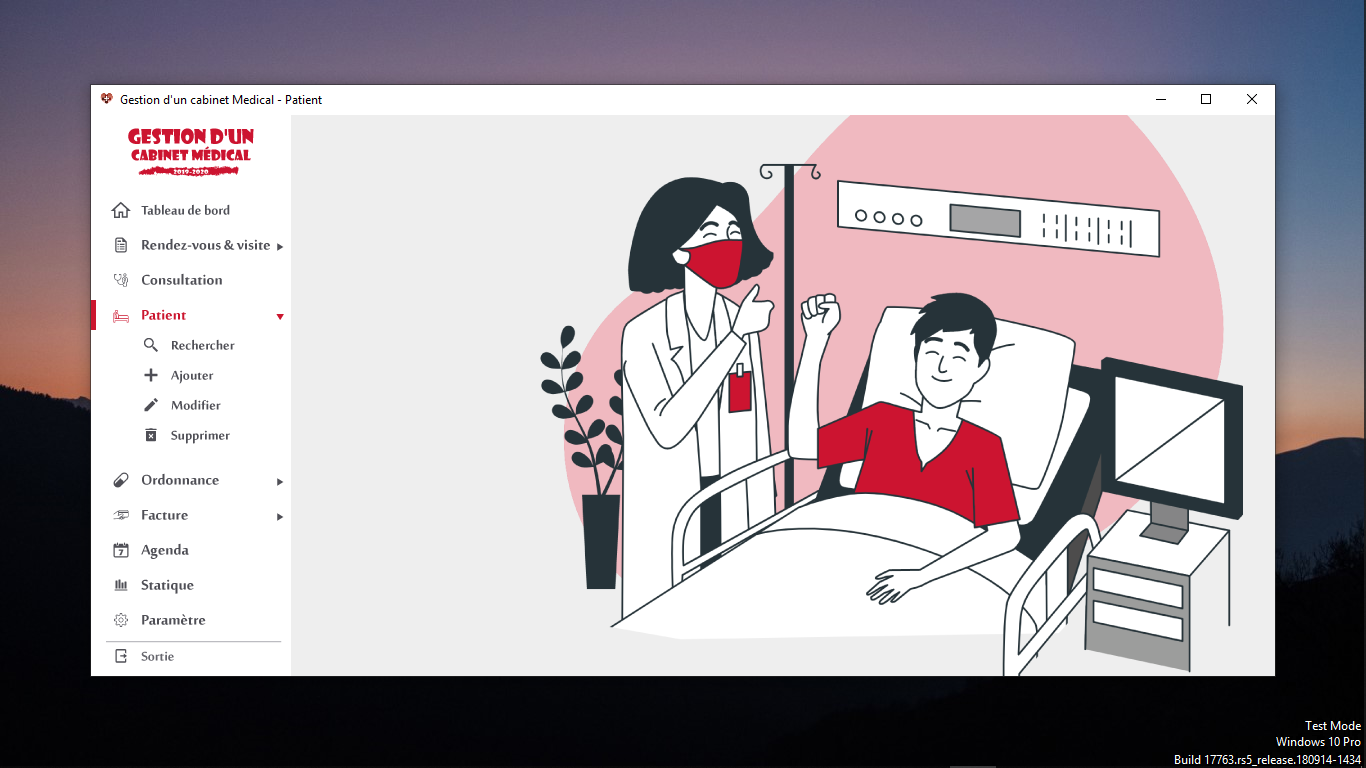 Gestion d'un cabinet Medical - Patient
GESTION D'UN
CABINET MÉDICAL
2019-2020
Tableau de bord
Rendez-vous & visite
Consultation
Patient
Rechercher
Ajouter
Modifier
Supprimer
Ordonnance
Facture
7
Agenda
Statique
Paramètre
Sortie
Test Mode
Windows 10 Pro
Build 17763.rs5_release.180914-1434